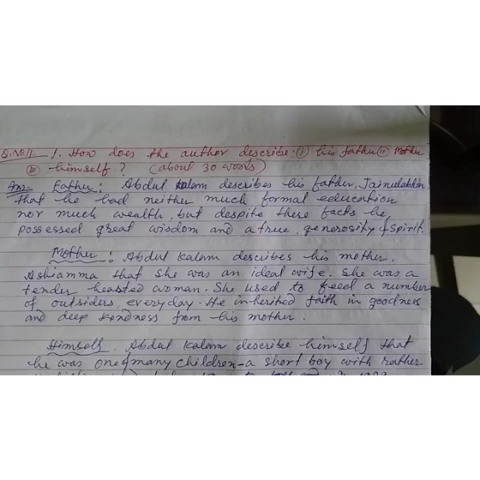 Q.No.1 1. How does the author describe: (i) his father (ii) Mother
(iii) himself? (about 30 words)
Ans. Father: Abdul Kalam describes his father, Jainulabdin
that he had neither much formal education
nor much wealth, but despite these facts he
possessed great wisdom and a true, generosity of spirit.
Mother: Abdul Kalam describes his mother,
Ashiamma that she was an ideal wife. She was a
tender hearted woman. She used to feed a number
of outsiders, everyday. He inherited faith in goodness
and deep kindness from his mother.
Himself. Abdul Kalam describe himself that
he was one of many children - a short boy with rather